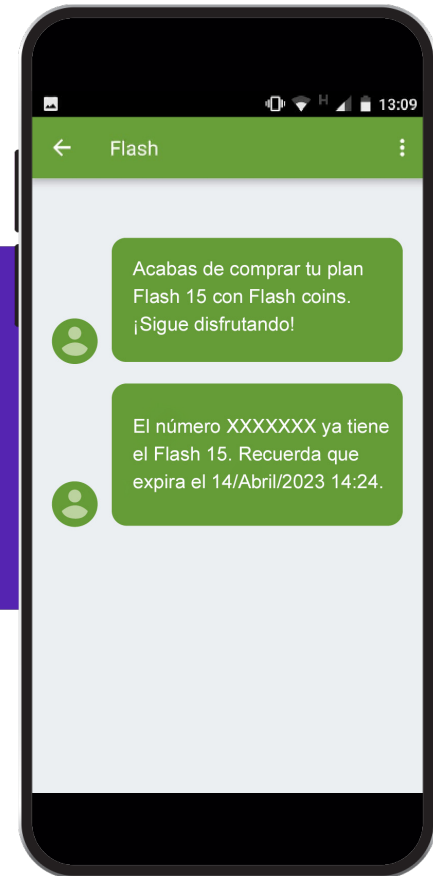 H
13:09
Flash
Acabas de comprar tu plan
Flash 15 con Flash coins.
¡Sigue disfrutando!
El número XXXXXXX ya tiene
el Flash 15. Recuerda que
expira el 14/Abril/2023 14:24.